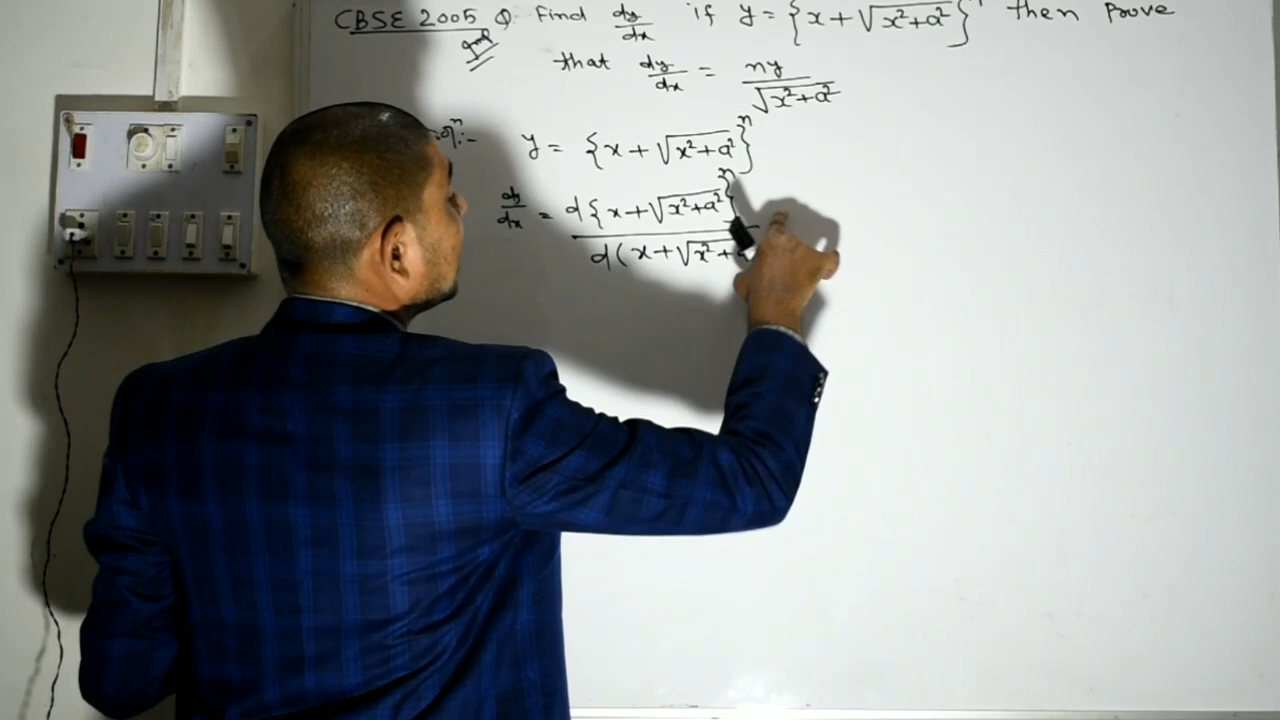 CBSE 2005 Q. Find dy/dx if y = {x + √x²+a²} then prove
that dy/dx = ny/√x²+a²
y = {x + √x²+a²}ⁿ
dy/dx = d{x+√x²+a²}ⁿ/d(x+√x²+